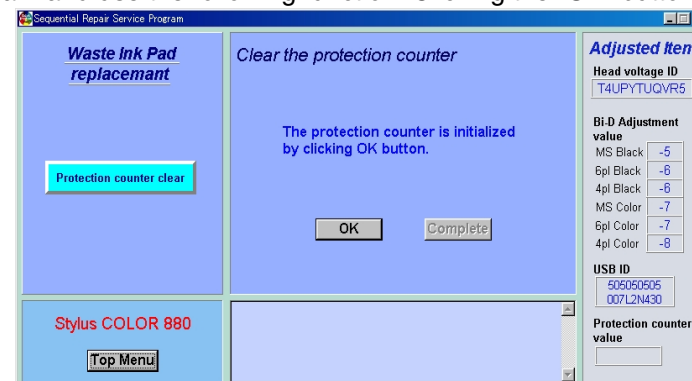 Sequential Repair Service Program
Waste Ink Pad
replacemant
Protection counter clear
Stylus COLOR 880
Top Menu
Clear the protection counter
The protection counter is initialized
by clicking OK button.
OK
Complete
Adjusted Item
Head voltage ID
T4UPYTUQVR5
Bi-D Adjustment
value
MS Black -5
6pl Black -6
4pl Black -6
MS Color -7
6pl Color -7
4pl Color -8
USB ID
505050505
007L2N430
Protection counter
value